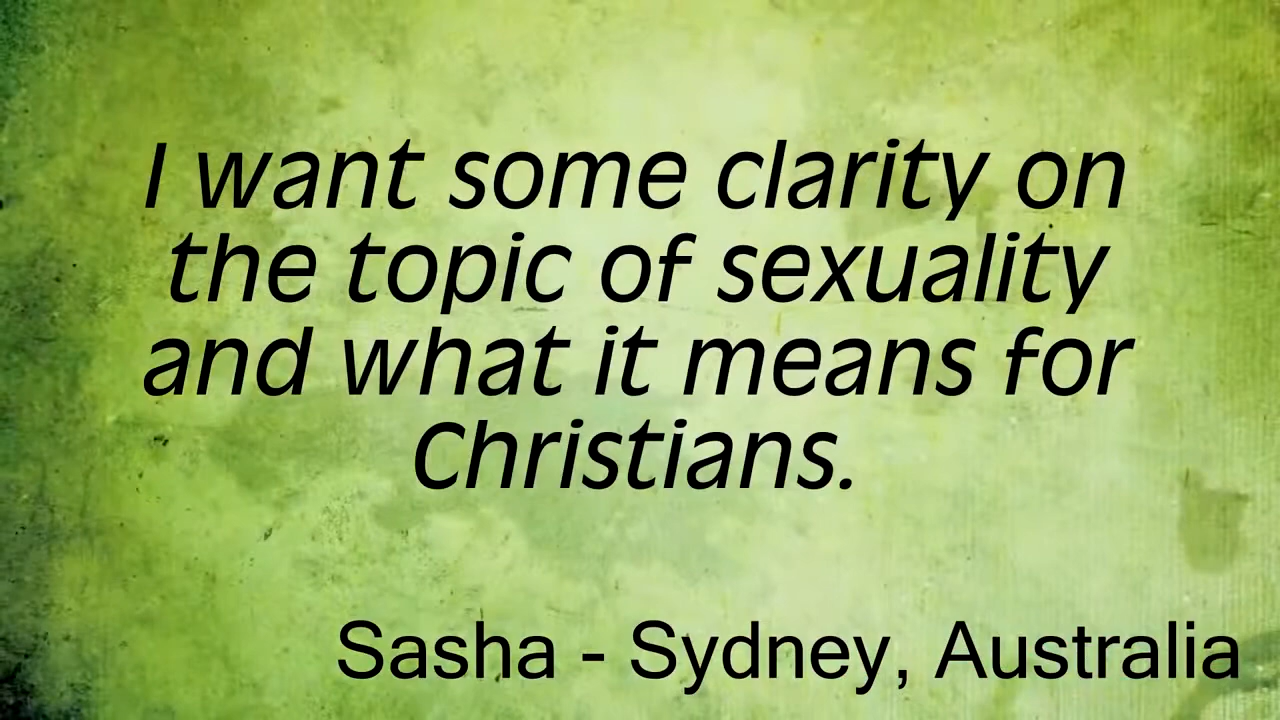 I want some clarity on
the topic of sexuality
and what it means for
Christians.
Sasha - Sydney, Australia